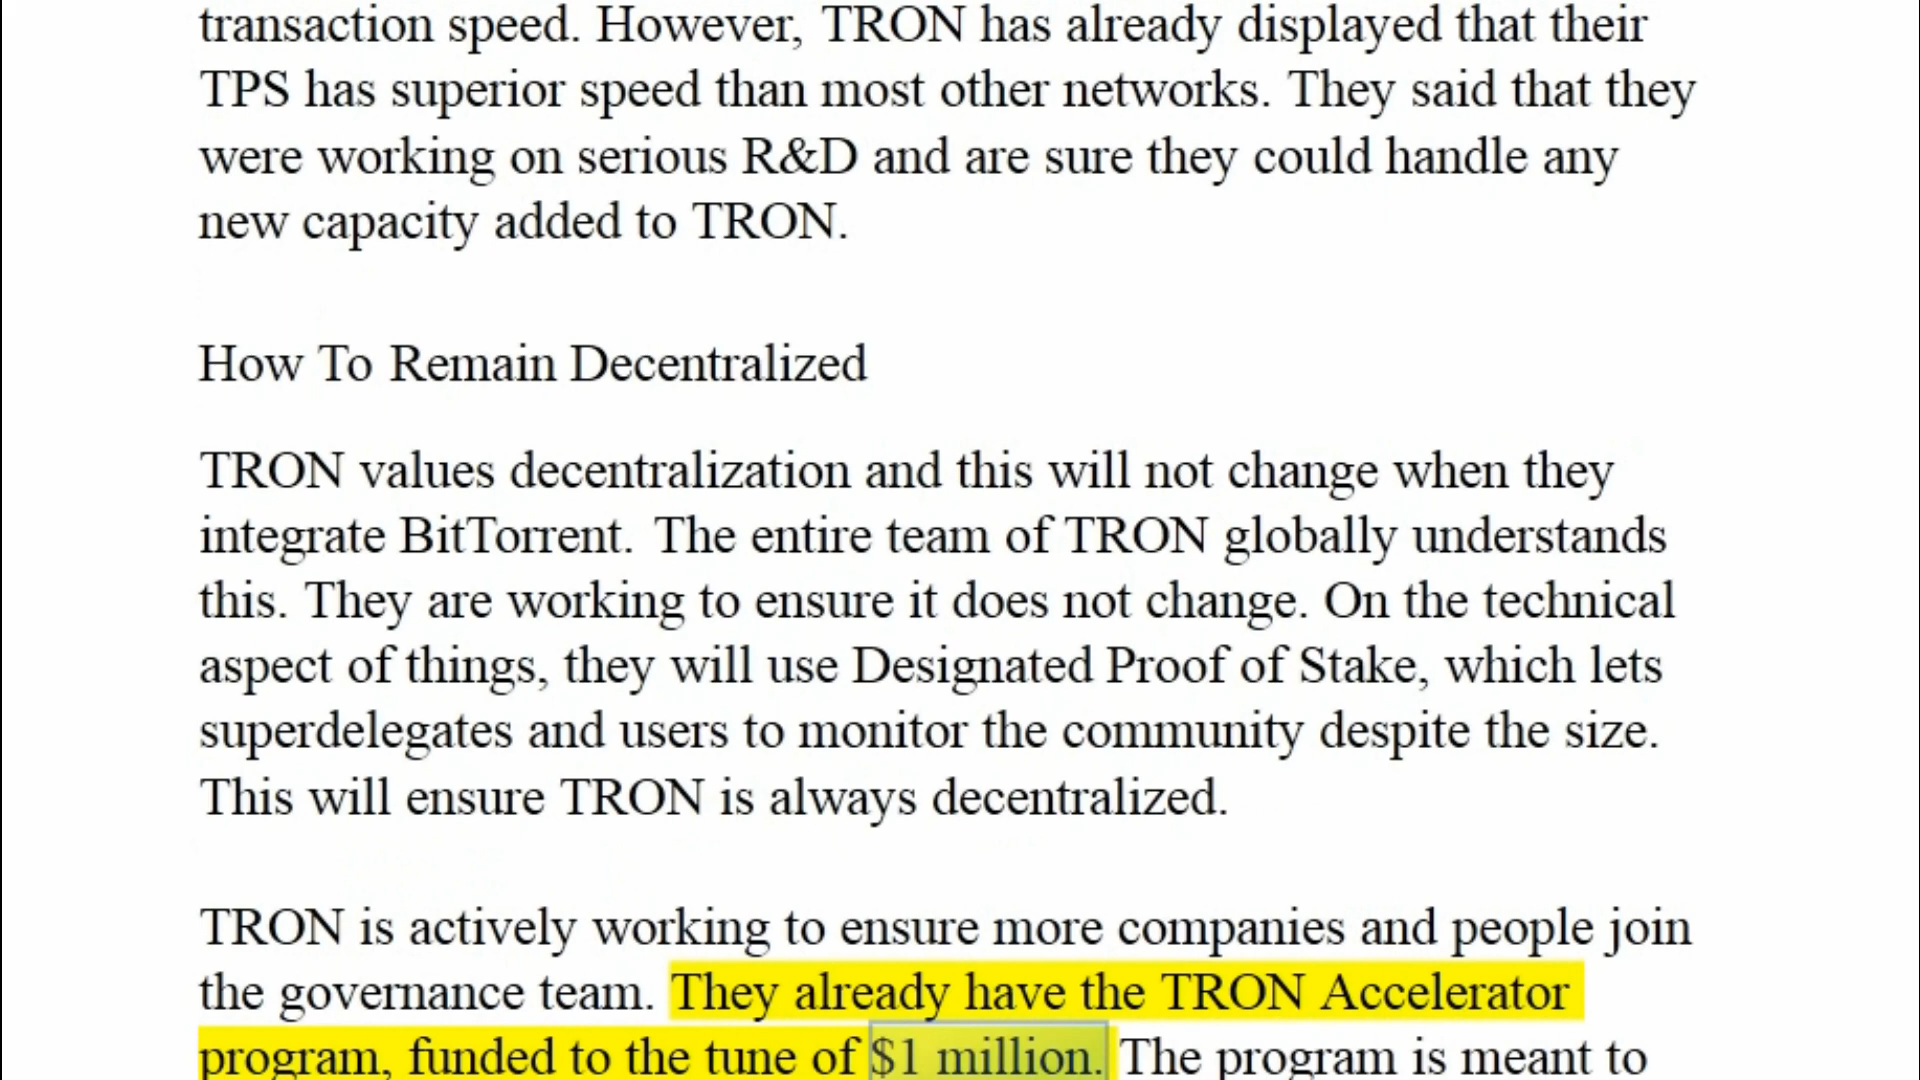 transaction speed. However, TRON has already displayed that their
TPS has superior speed than most other networks. They said that they
were working on serious R&D and are sure they could handle any
new capacity added to TRON.
How To Remain Decentralized
TRON values decentralization and this will not change when they
integrate BitTorrent. The entire team of TRON globally understands
this. They are working to ensure it does not change. On the technical
aspect of things, they will use Designated Proof of Stake, which lets
superdelegates and users to monitor the community despite the size.
This will ensure TRON is always decentralized.
TRON is actively working to ensure more companies and people join
the governance team. They already have the TRON Accelerator
program, funded to the tune of $1 million. The program is meant to